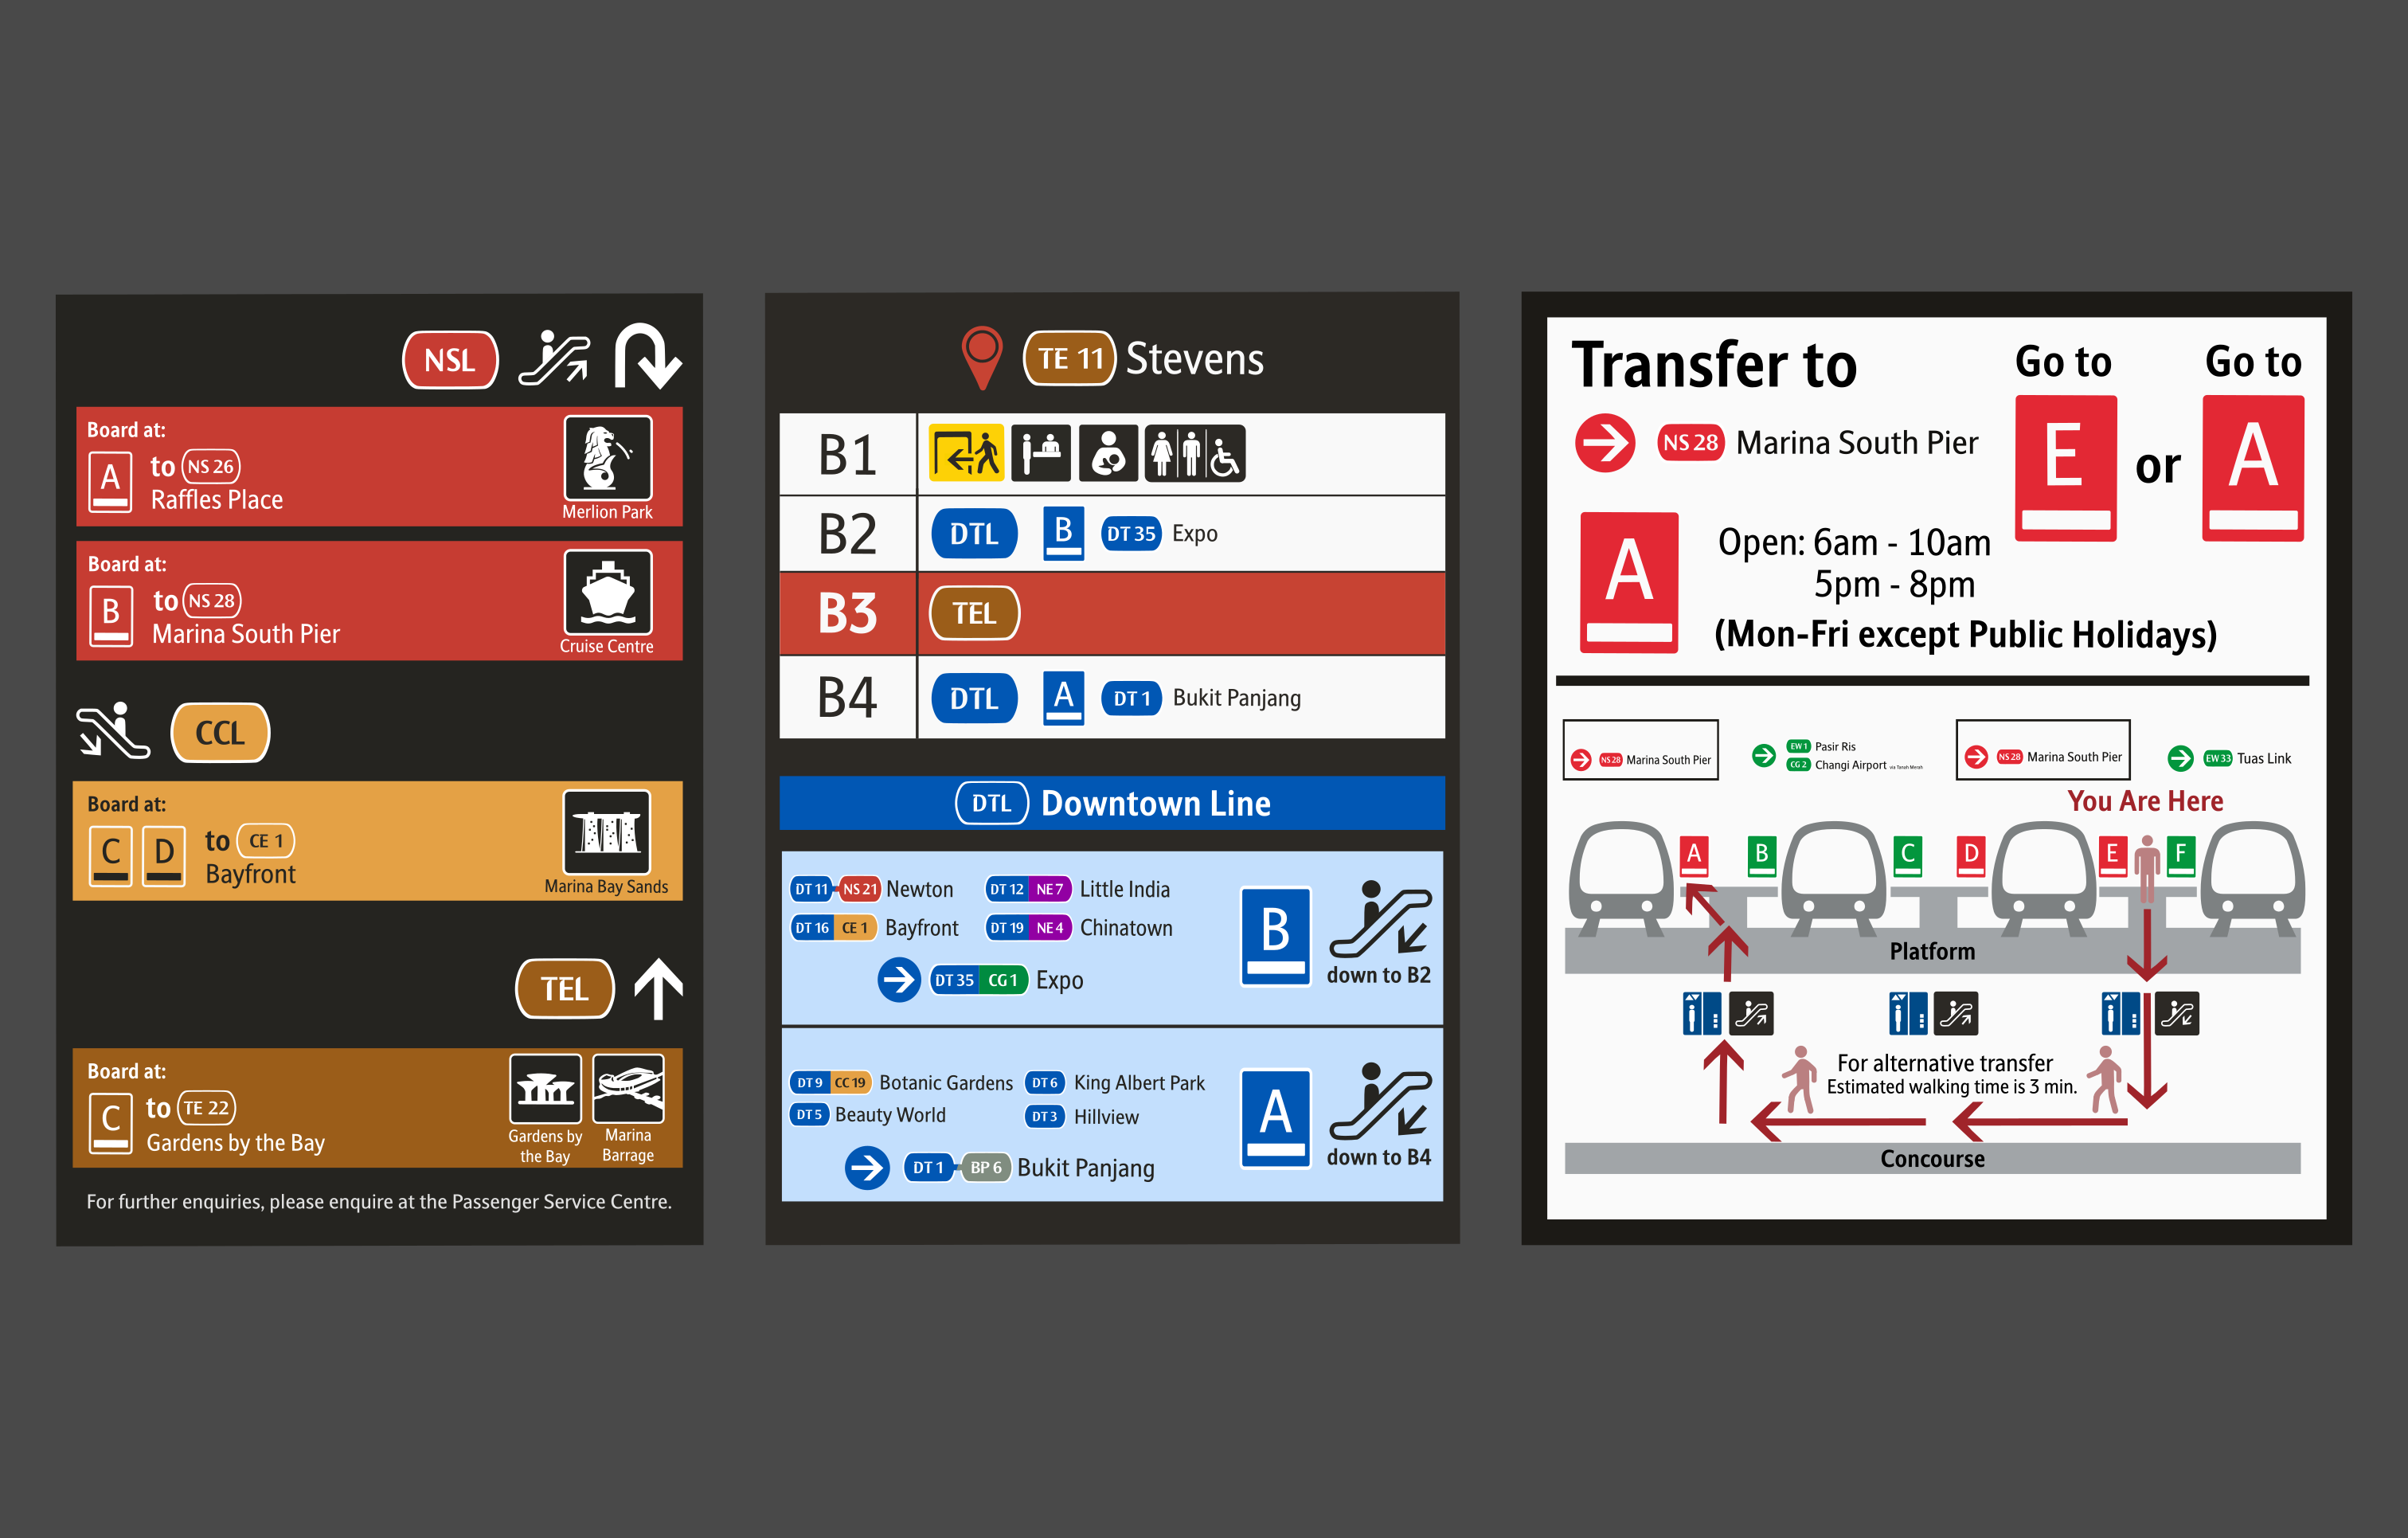 NSL
Board at:
A to NS 26
Raffles Place
Merlion Park
Board at:
B to NS 28
Marina South Pier
Cruise Centre
CCL
Board at:
C D to CE 1
Bayfront
Marina Bay Sands
TEL
Board at:
C to TE 22
Gardens by the Bay
Gardens by
the Bay
Marina
Barrage
For further enquiries, please enquire at the Passenger Service Centre.
TE 11 Stevens
B1
B2 DTL B DT 35 Expo
B3 TEL
B4 DTL A DT 1 Bukit Panjang
DTL Downtown Line
DT 11 NS 21 Newton DT 12 NE 7 Little India
DT 16 CE 1 Bayfront DT 19 NE 4 Chinatown
DT 35 CG 1 Expo
B
down to B2
DT 9 CC 19 Botanic Gardens DT 6 King Albert Park
DT 5 Beauty World DT 3 Hillview
DT 1 BP 6 Bukit Panjang
A
down to B4
Transfer to
NS 28 Marina South Pier
Go to
E
or
Go to
A
A
Open: 6am - 10am
5pm - 8pm
(Mon-Fri except Public Holidays)
NS 28 Marina South Pier
EW 1 Pasir Ris
CG 2 Changi Airport via Tanah Merah
NS 28 Marina South Pier
EW 33 Tuas Link
You Are Here
A B C D E F
Platform
For alternative transfer
Estimated walking time is 3 min.
Concourse